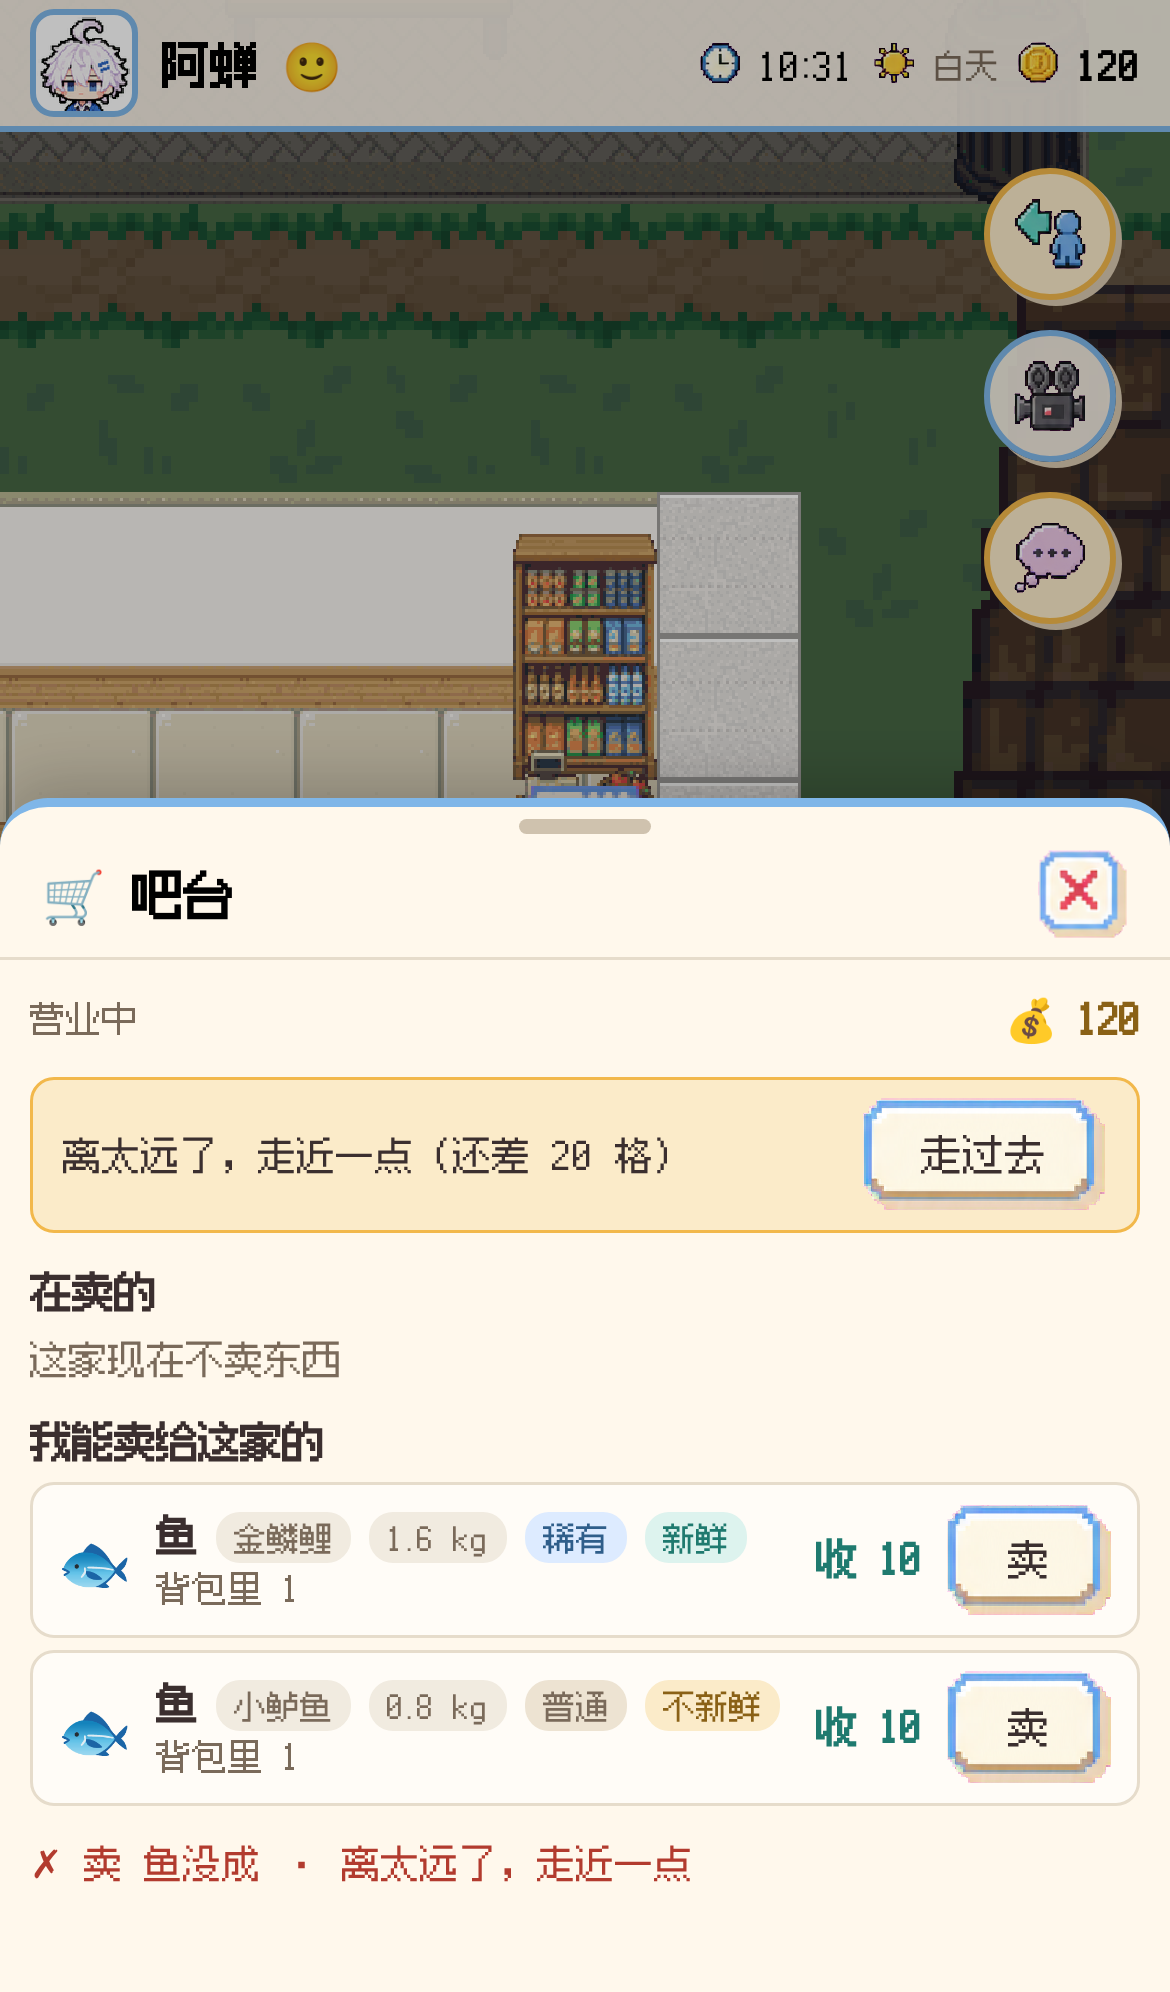 阿蝉 10:31 白天 120
吧台
营业中 120
离太远了，走近一点（还差 20 格） 走过去
在卖的
这家现在不卖东西
我能卖给这家的
鱼 金鳞鲤 1.6 kg 稀有 新鲜 收 10 卖
背包里 1
鱼 小鲈鱼 0.8 kg 普通 不新鲜 收 10 卖
背包里 1
✗ 卖 鱼没成 · 离太远了，走近一点